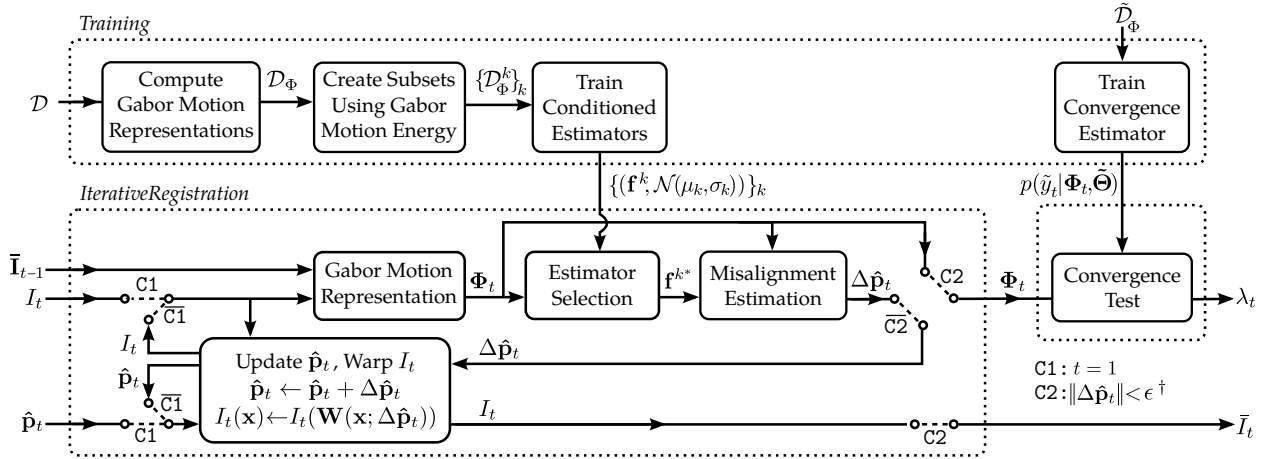 Training
𝒟
Compute
Gabor Motion
Representations
𝒟_Φ
Create Subsets
Using Gabor
Motion Energy
{𝒟_Φ^k}_k
Train
Conditioned
Estimators
𝒟̃_Φ
Train
Convergence
Estimator
{(f^k, 𝒩(μ_k,σ_k))}_k
p(ỹ_t|Φ_t,Θ̃)
IterativeRegistration
Ī_{t-1}
I_t
C1
C1̅
I_t
Gabor Motion
Representation
Φ_t
Estimator
Selection
f^{k*}
Misalignment
Estimation
Δp̂_t
C2
C2̅
Φ_t
Convergence
Test
λ_t
Δp̂_t
Update p̂_t, Warp I_t
p̂_t ← p̂_t + Δp̂_t
I_t(x)←I_t(W(x; Δp̂_t))
p̂_t
C1̅
p̂_t
C1
I_t
C2
Ī_t
C1: t = 1
C2:‖Δp̂_t‖<ϵ †